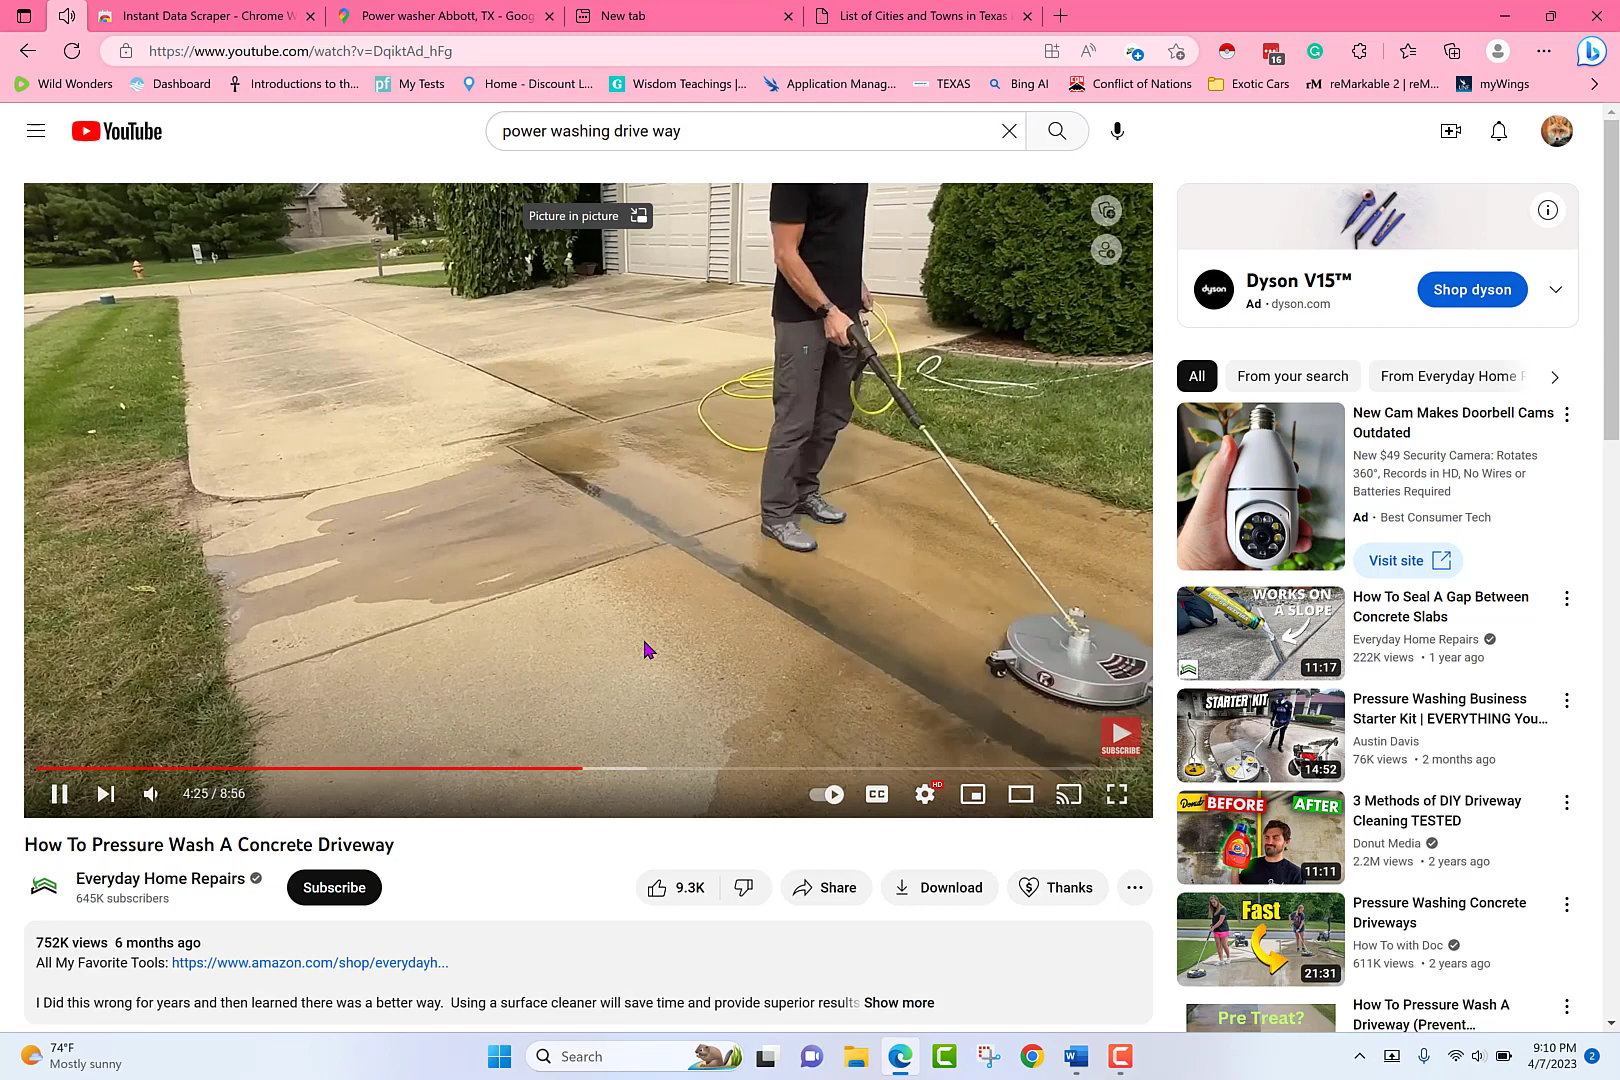 Instant Data Scraper - Chrome W
Power washer Abbott, TX - Goog
New tab
List of Cities and Towns in Texas
https://www.youtube.com/watch?v=DqiktAd_hFg
16
Wild Wonders
Dashboard
Introductions to th...
pf My Tests
Home - Discount L...
G Wisdom Teachings |...
Application Manag...
TEXAS
Bing AI
Conflict of Nations
Exotic Cars
rM reMarkable 2 | reM...
myWings
YouTube
power washing drive way
Picture in picture
SUBSCRIBE
4:25 / 8:56
CC
HD
How To Pressure Wash A Concrete Driveway
Everyday Home Repairs
645K subscribers
Subscribe
9.3K
Share
Download
Thanks
752K views 6 months ago
All My Favorite Tools: https://www.amazon.com/shop/everydayh...
I Did this wrong for years and then learned there was a better way. Using a surface cleaner will save time and provide superior results Show more
dyson
Dyson V15™
Ad · dyson.com
Shop dyson
All
From your search
From Everyday Home R
New Cam Makes Doorbell Cams
Outdated
New $49 Security Camera: Rotates
360°, Records in HD, No Wires or
Batteries Required
Ad · Best Consumer Tech
Visit site
WORKS ON
A SLOPE
11:17
How To Seal A Gap Between
Concrete Slabs
Everyday Home Repairs
222K views • 1 year ago
STARTER KIT
14:52
Pressure Washing Business
Starter Kit | EVERYTHING You...
Austin Davis
76K views • 2 months ago
Donut BEFORE AFTER
11:11
3 Methods of DIY Driveway
Cleaning TESTED
Donut Media
2.2M views • 2 years ago
Fast
21:31
Pressure Washing Concrete
Driveways
How To with Doc
611K views • 2 years ago
Pre Treat?
How To Pressure Wash A
Driveway (Prevent...
74°F
Mostly sunny
Search
9:10 PM
4/7/2023
2